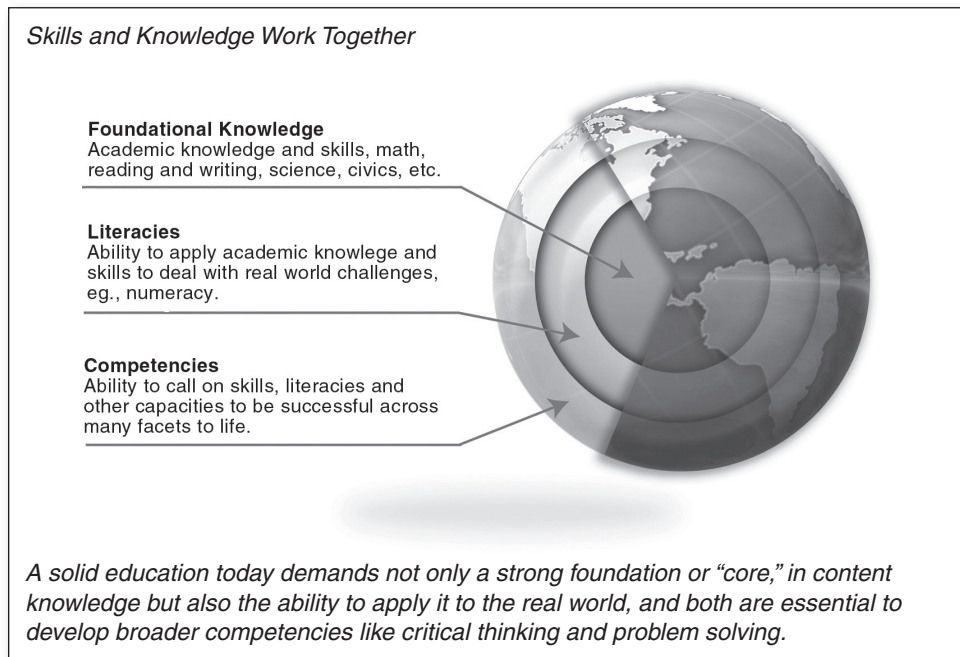 Skills and Knowledge Work Together
Foundational Knowledge
Academic knowledge and skills, math,
reading and writing, science, civics, etc.
Literacies
Ability to apply academic knowlege and
skills to deal with real world challenges,
eg., numeracy.
Competencies
Ability to call on skills, literacies and
other capacities to be successful across
many facets to life.
A solid education today demands not only a strong foundation or “core,” in content
knowledge but also the ability to apply it to the real world, and both are essential to
develop broader competencies like critical thinking and problem solving.